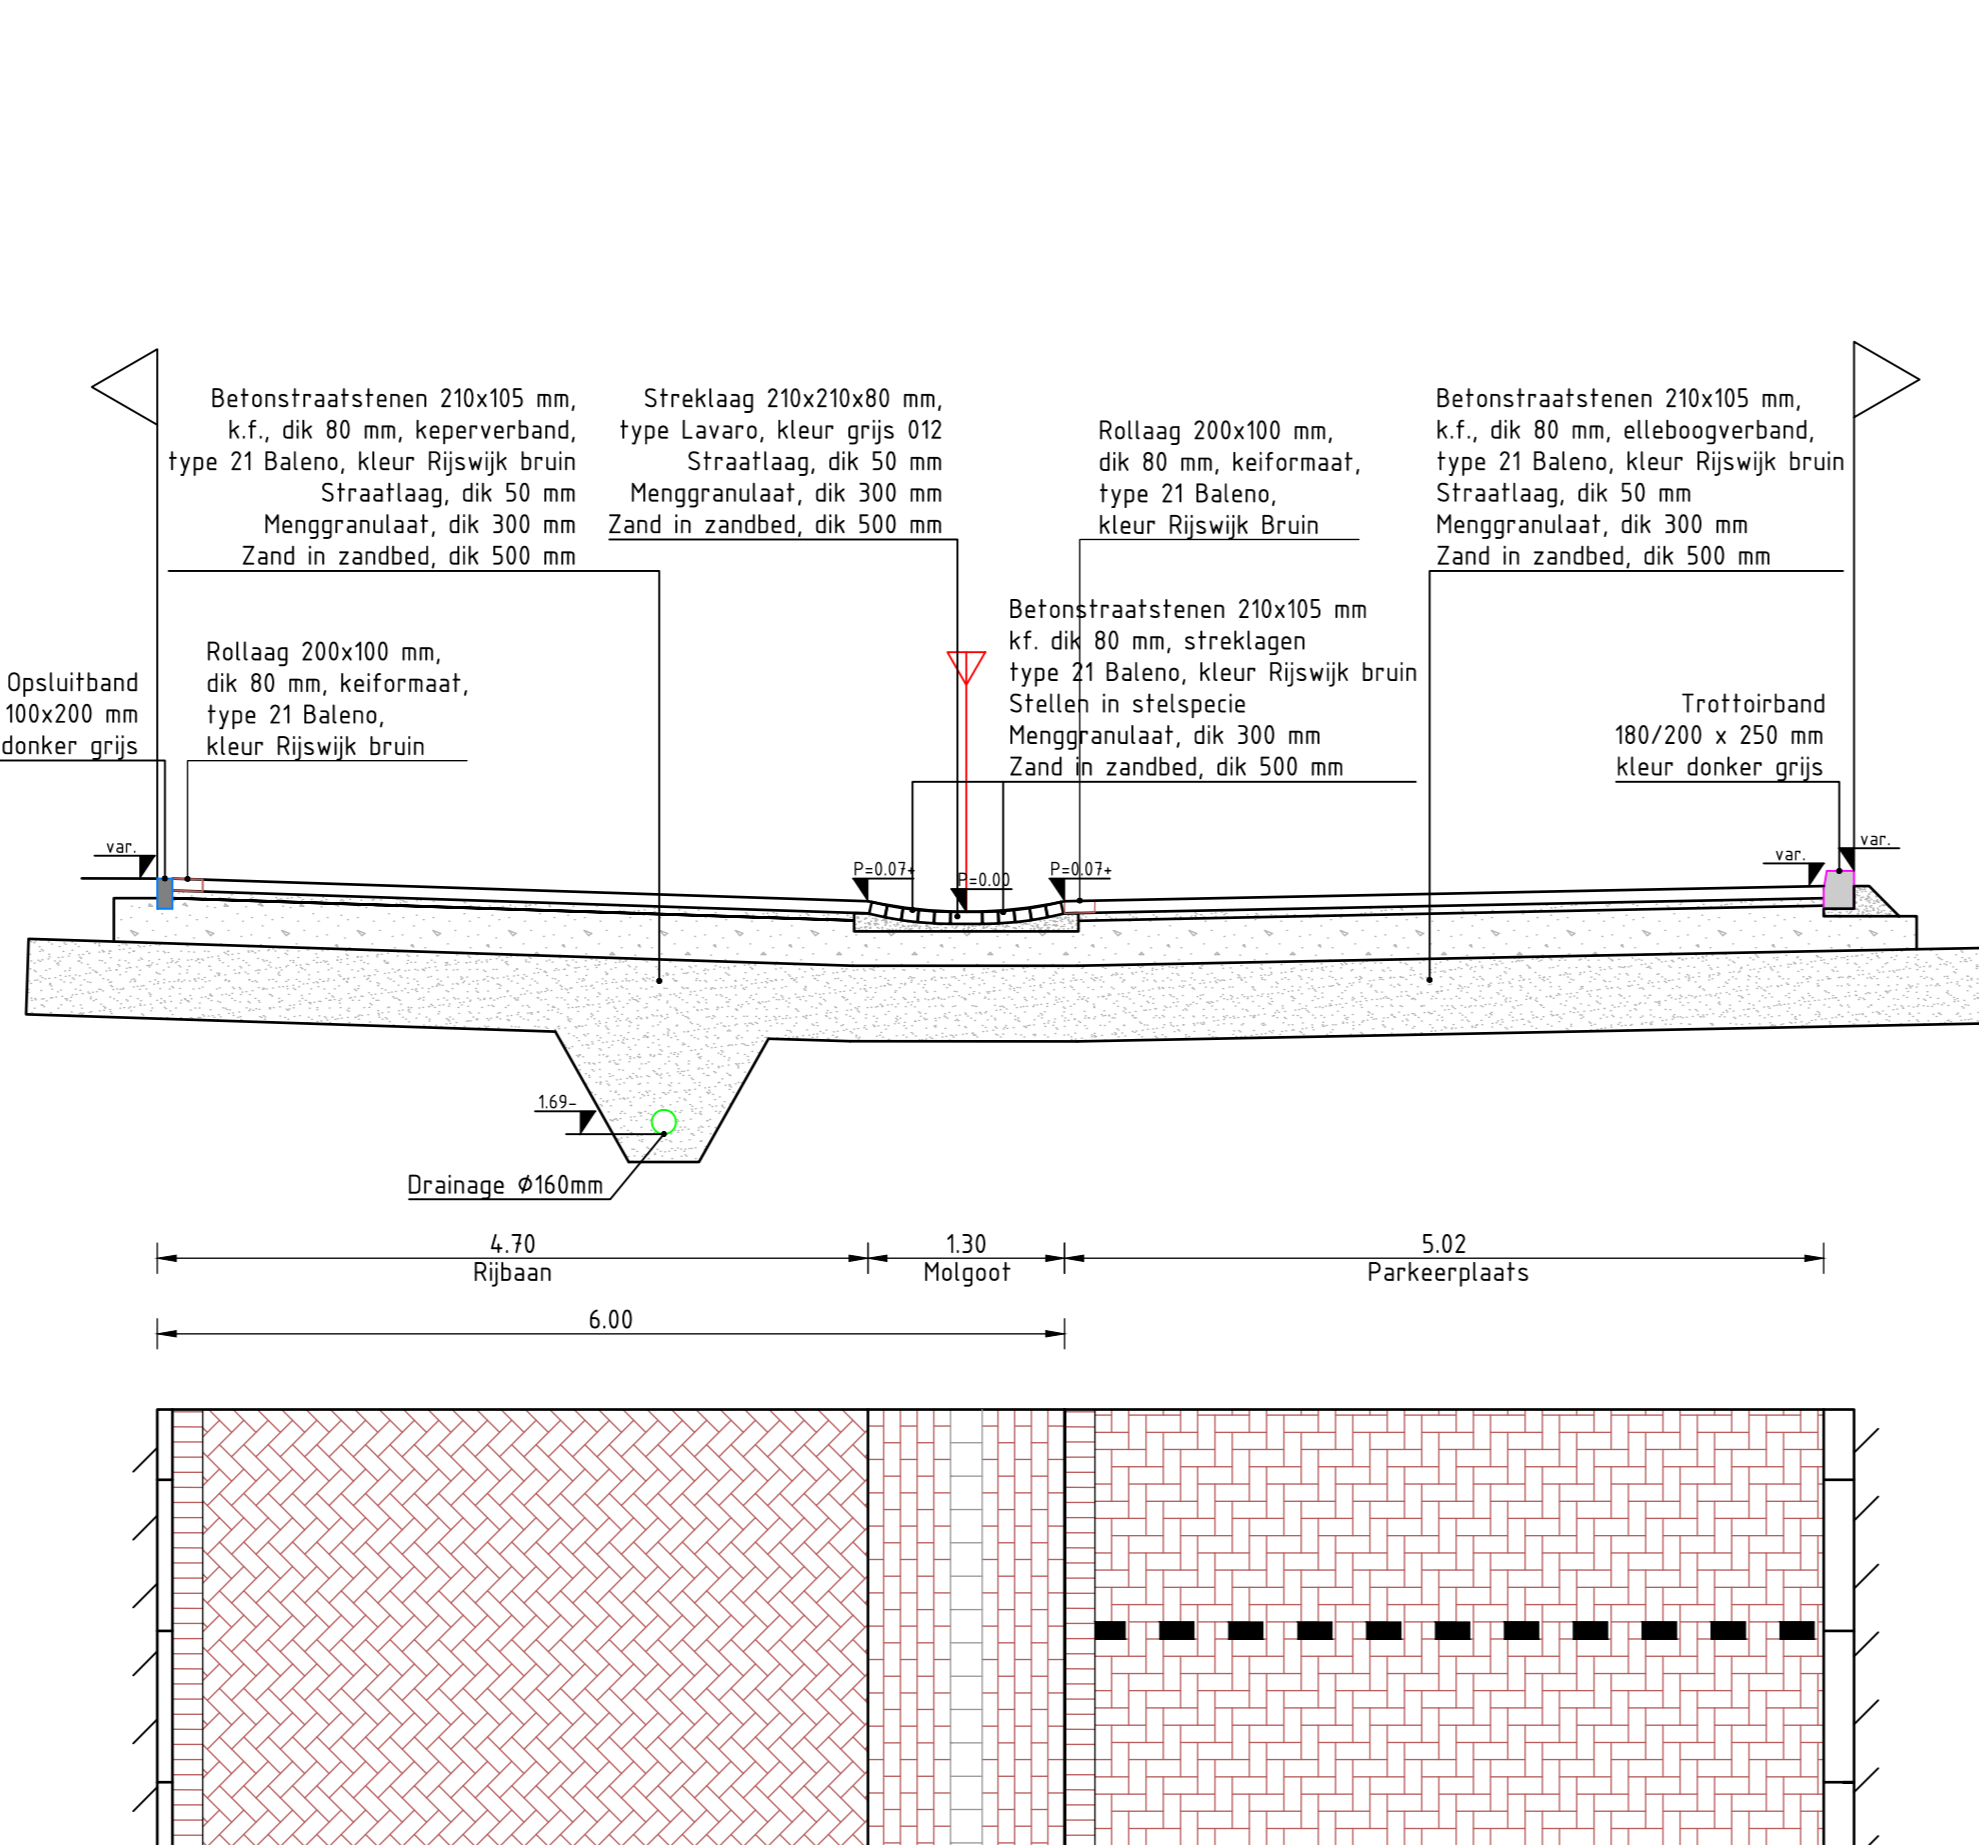 Betonstraatstenen 210x105 mm,
k.f., dik 80 mm, keperverband,
type 21 Baleno, kleur Rijswijk bruin
Straatlaag, dik 50 mm
Menggranulaat, dik 300 mm
Zand in zandbed, dik 500 mm
Streklaag 210x210x80 mm,
type Lavaro, kleur grijs 012
Straatlaag, dik 50 mm
Menggranulaat, dik 300 mm
Zand in zandbed, dik 500 mm
Rollaag 200x100 mm,
dik 80 mm, keiformaat,
type 21 Baleno,
kleur Rijswijk Bruin
Betonstraatstenen 210x105 mm,
k.f., dik 80 mm, elleboogverband,
type 21 Baleno, kleur Rijswijk bruin
Straatlaag, dik 50 mm
Menggranulaat, dik 300 mm
Zand in zandbed, dik 500 mm
Opsluitband
100x200 mm
donker grijs
Rollaag 200x100 mm,
dik 80 mm, keiformaat,
type 21 Baleno,
kleur Rijswijk bruin
Betonstraatstenen 210x105 mm
kf. dik 80 mm, streklagen
type 21 Baleno, kleur Rijswijk bruin
Stellen in stelspecie
Menggranulaat, dik 300 mm
Zand in zandbed, dik 500 mm
Trottoirband
180/200 x 250 mm
kleur donker grijs
var.
P=0.07+
P=0.00
P=0.07+
var.
var.
1.69-
Drainage Ø160mm
4.70
Rijbaan
1.30
Molgoot
5.02
Parkeerplaats
6.00